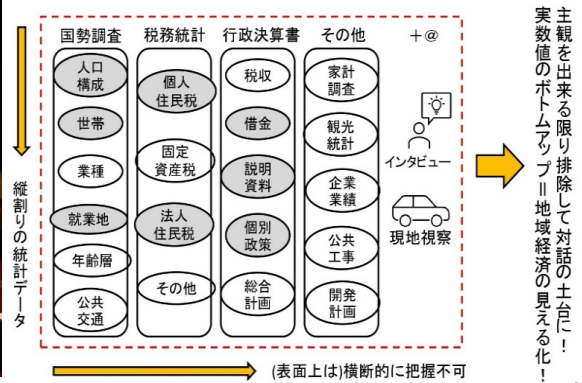 国勢調査
税務統計
行政決算書
その他
+@
人口
構成
世帯
業種
就業地
年齢層
公共
交通
個人
住民税
固定
資産税
法人
住民税
その他
税収
借金
説明
資料
個別
政策
総合
計画
家計
調査
観光
統計
企業
業績
公共
工事
開発
計画
インタビュー
現地視察
縦割りの統計データ
(表面上は)横断的に把握不可
主観を出来る限り排除して対話の土台に！
実数値のボトムアップ＝地域経済の見える化！